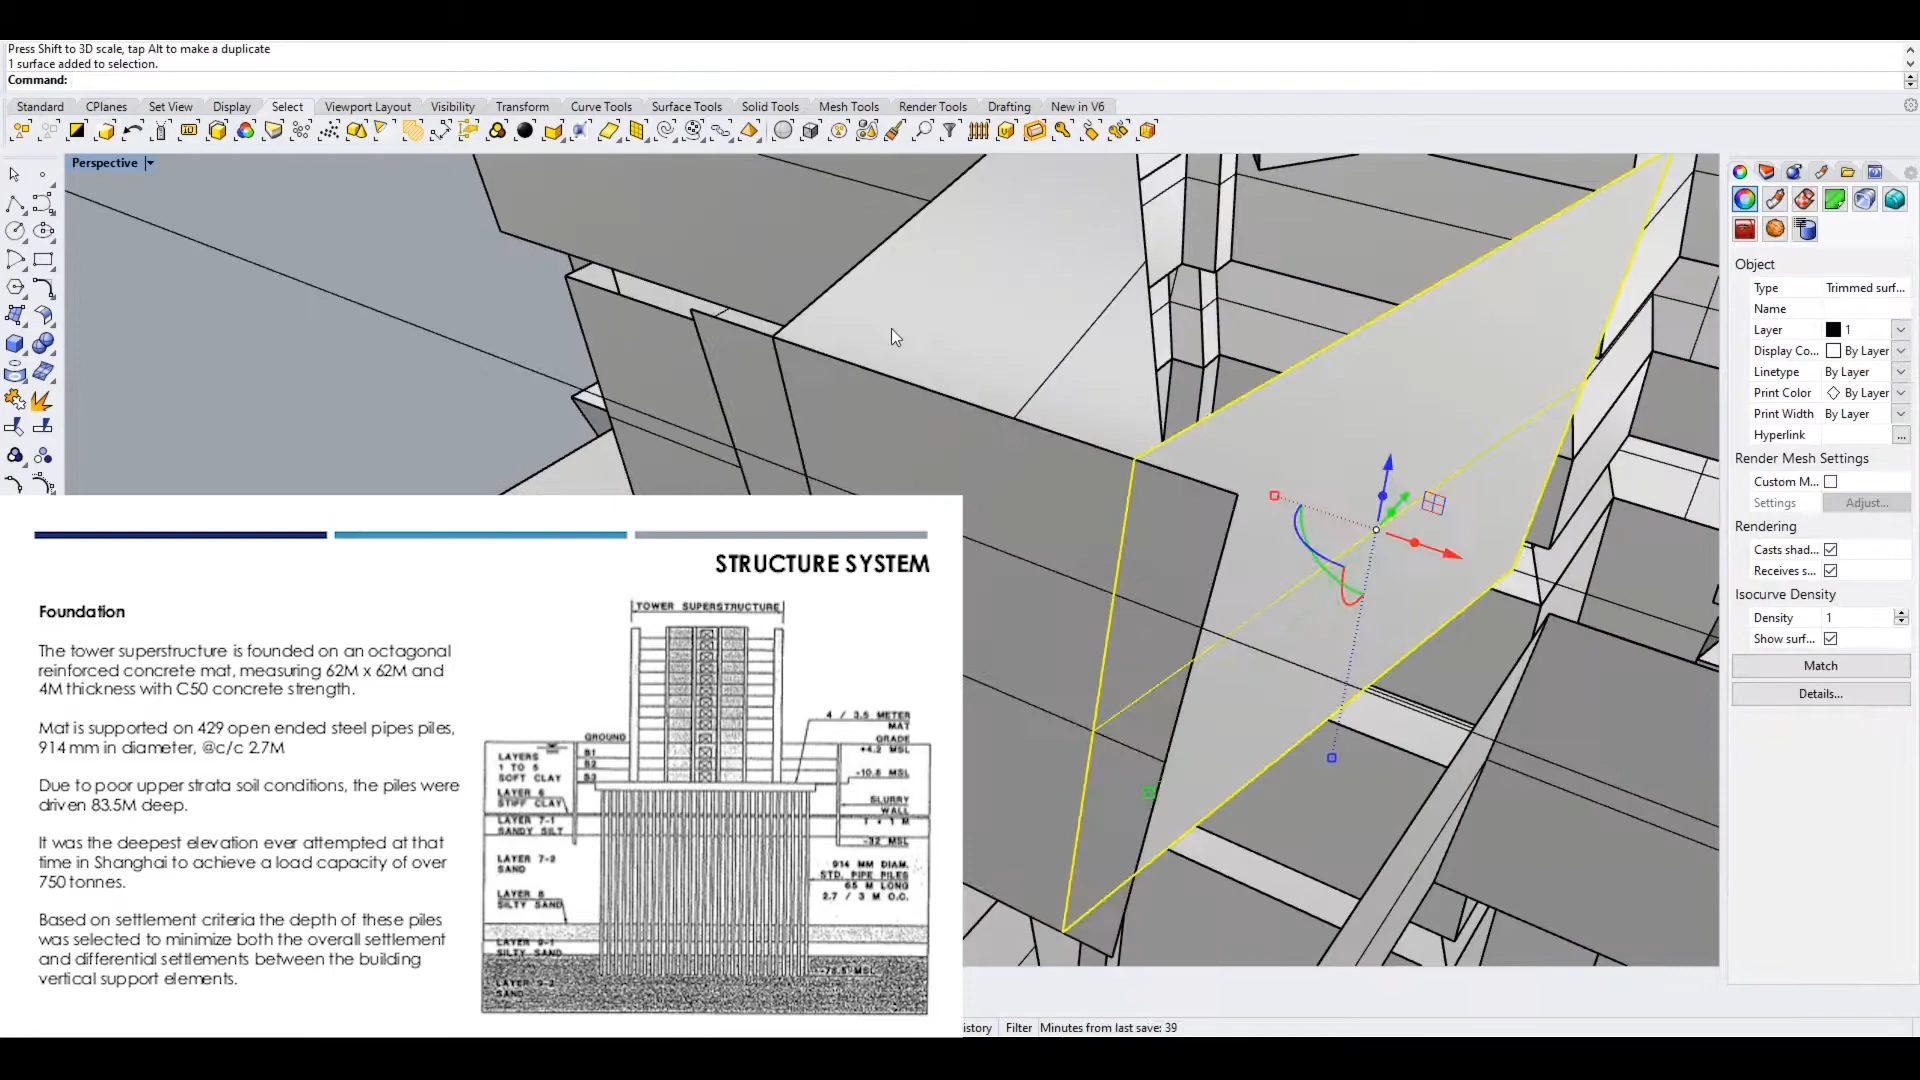 Press Shift to 3D scale, tap Alt to make a duplicate
1 surface added to selection.
Command:
Standard CPlanes Set View Display Select Viewport Layout Visibility Transform Curve Tools Surface Tools Solid Tools Mesh Tools Render Tools Drafting New in V6
Perspective
Object
Type Trimmed surf...
Name
Layer 1
Display Co... By Layer
Linetype By Layer
Print Color By Layer
Print Width By Layer
Hyperlink ...
Render Mesh Settings
Custom M...
Settings Adjust...
Rendering
Casts shad...
Receives s...
Isocurve Density
Density 1
Show surf...
Match
Details...
STRUCTURE SYSTEM
Foundation
The tower superstructure is founded on an octagonal
reinforced concrete mat, measuring 62M x 62M and
4M thickness with C50 concrete strength.
Mat is supported on 429 open ended steel pipes piles,
914mm in diameter, @c/c 2.7M
Due to poor upper strata soil conditions, the piles were
driven 83.5M deep.
It was the deepest elevation ever attempted at that
time in Shanghai to achieve a load capacity of over
750 tonnes.
Based on settlement criteria the depth of these piles
was selected to minimize both the overall settlement
and differential settlements between the building
vertical support elements.
TOWER SUPERSTRUCTURE
4 / 3.5 METER
MAT
GROUND
GRADE
+4.2 MSL
B1
B2
B3
LAYERS
1 TO 5
SOFT CLAY
-10.8 MSL
LAYER 6
STIFF CLAY
SLURRY
WALL
LAYER 7-1
SANDY SILT
-32 MSL
LAYER 7-2
SAND
914 MM DIAM.
STD. PIPE PILES
65 M LONG
2.7 / 3 M O.C.
LAYER 8
SILTY SAND
LAYER 9-1
SILTY SAND
LAYER 9-2
SAND
istory Filter Minutes from last save: 39